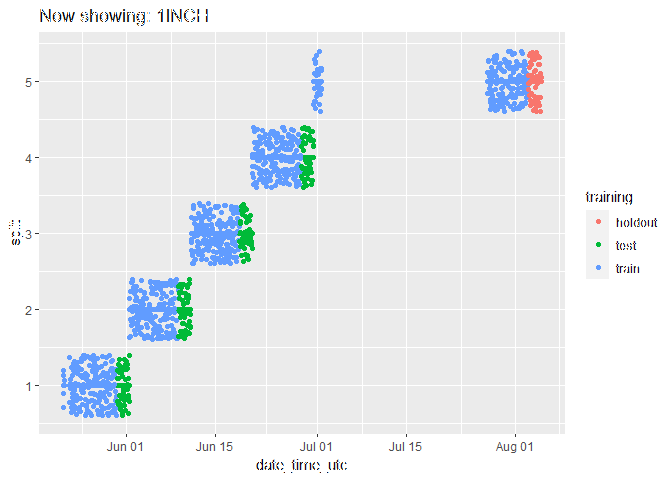 Now showing: 1INCH
split
5
4
3
2
1
Jun 01
Jun 15
Jul 01
Jul 15
Aug 01
date_time_utc
training
holdout
test
train